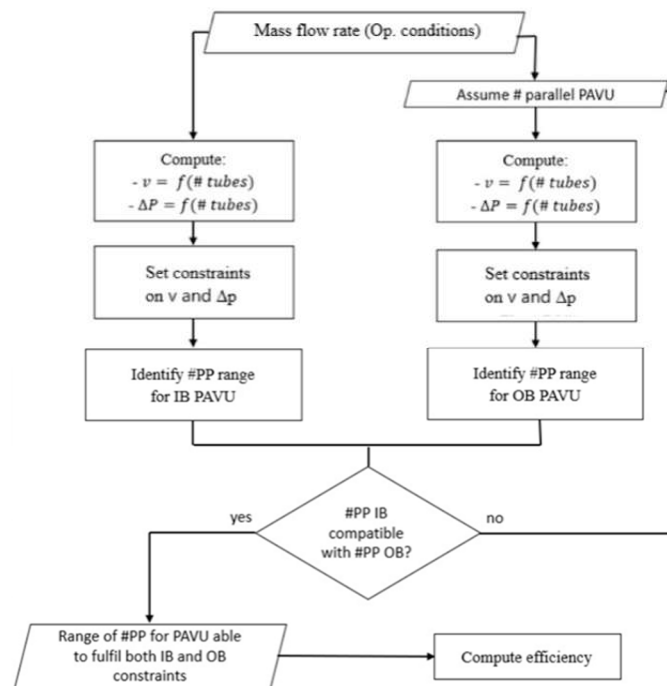 Mass flow rate (Op. conditions)
Assume # parallel PAVU
Compute:
- v = f(# tubes)
- ΔP = f(# tubes)
Compute:
- v = f(# tubes)
- ΔP = f(# tubes)
Set constraints
on v and Δp
Set constraints
on v and Δp
Identify #PP range
for IB PAVU
Identify #PP range
for OB PAVU
yes
#PP IB
compatible
with #PP OB?
no
Range of #PP for PAVU able
to fulfil both IB and OB
constraints
Compute efficiency